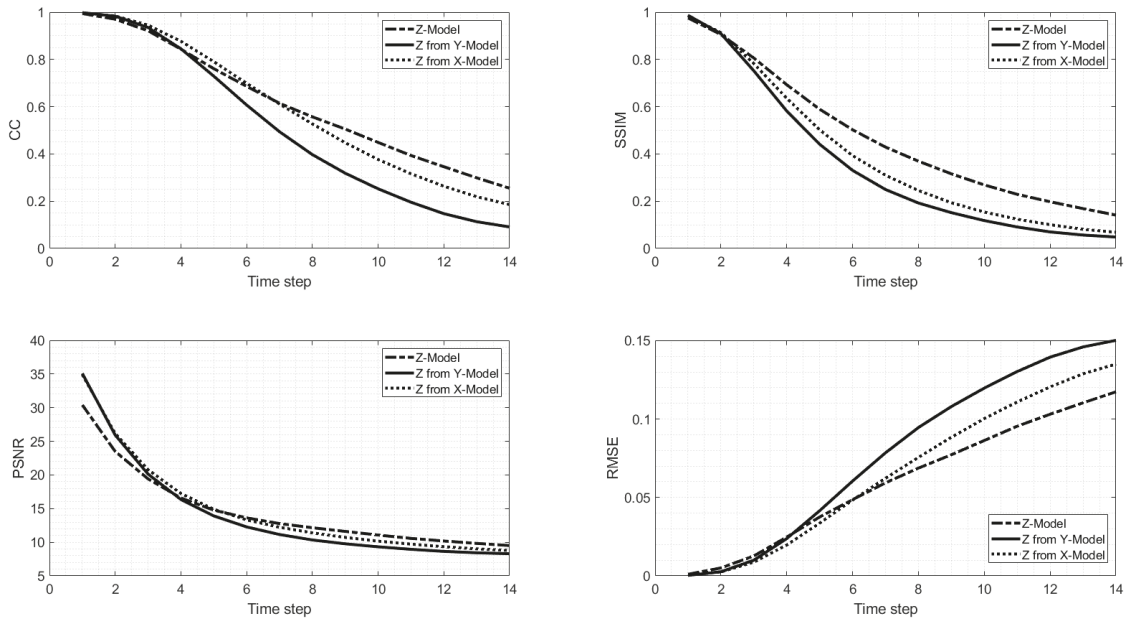 1
0.8
0.6
0.4
0.2
0
CC
0 2 4 6 8 10 12 14
Time step
Z-Model
Z from Y-Model
Z from X-Model
1
0.8
0.6
0.4
0.2
0
SSIM
0 2 4 6 8 10 12 14
Time step
Z-Model
Z from Y-Model
Z from X-Model
40
35
30
25
20
15
10
5
PSNR
0 2 4 6 8 10 12 14
Time step
Z-Model
Z from Y-Model
Z from X-Model
0.15
0.1
0.05
0
RMSE
0 2 4 6 8 10 12 14
Time step
Z-Model
Z from Y-Model
Z from X-Model